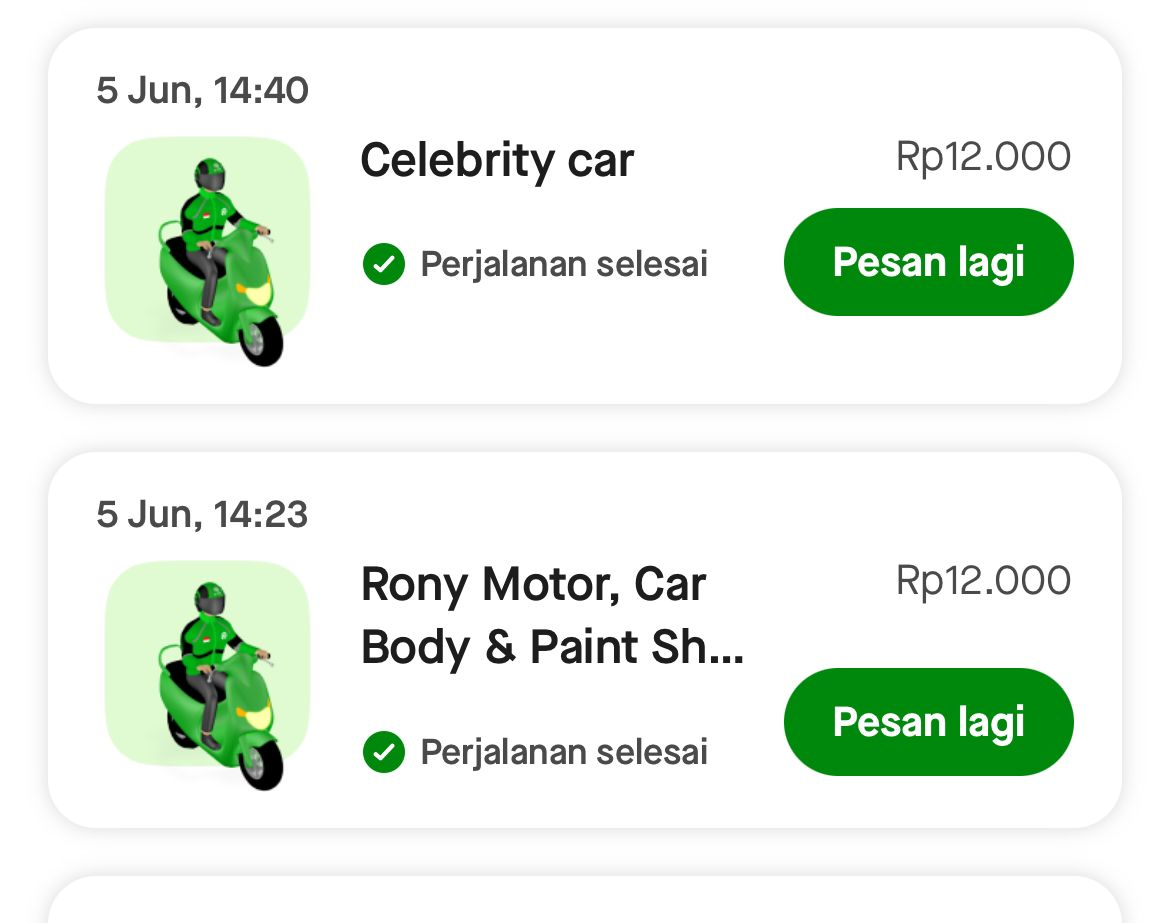 5 Jun, 14:40
Celebrity car
Rp12.000
Perjalanan selesai
Pesan lagi
5 Jun, 14:23
Rony Motor, Car
Body & Paint Sh...
Rp12.000
Perjalanan selesai
Pesan lagi